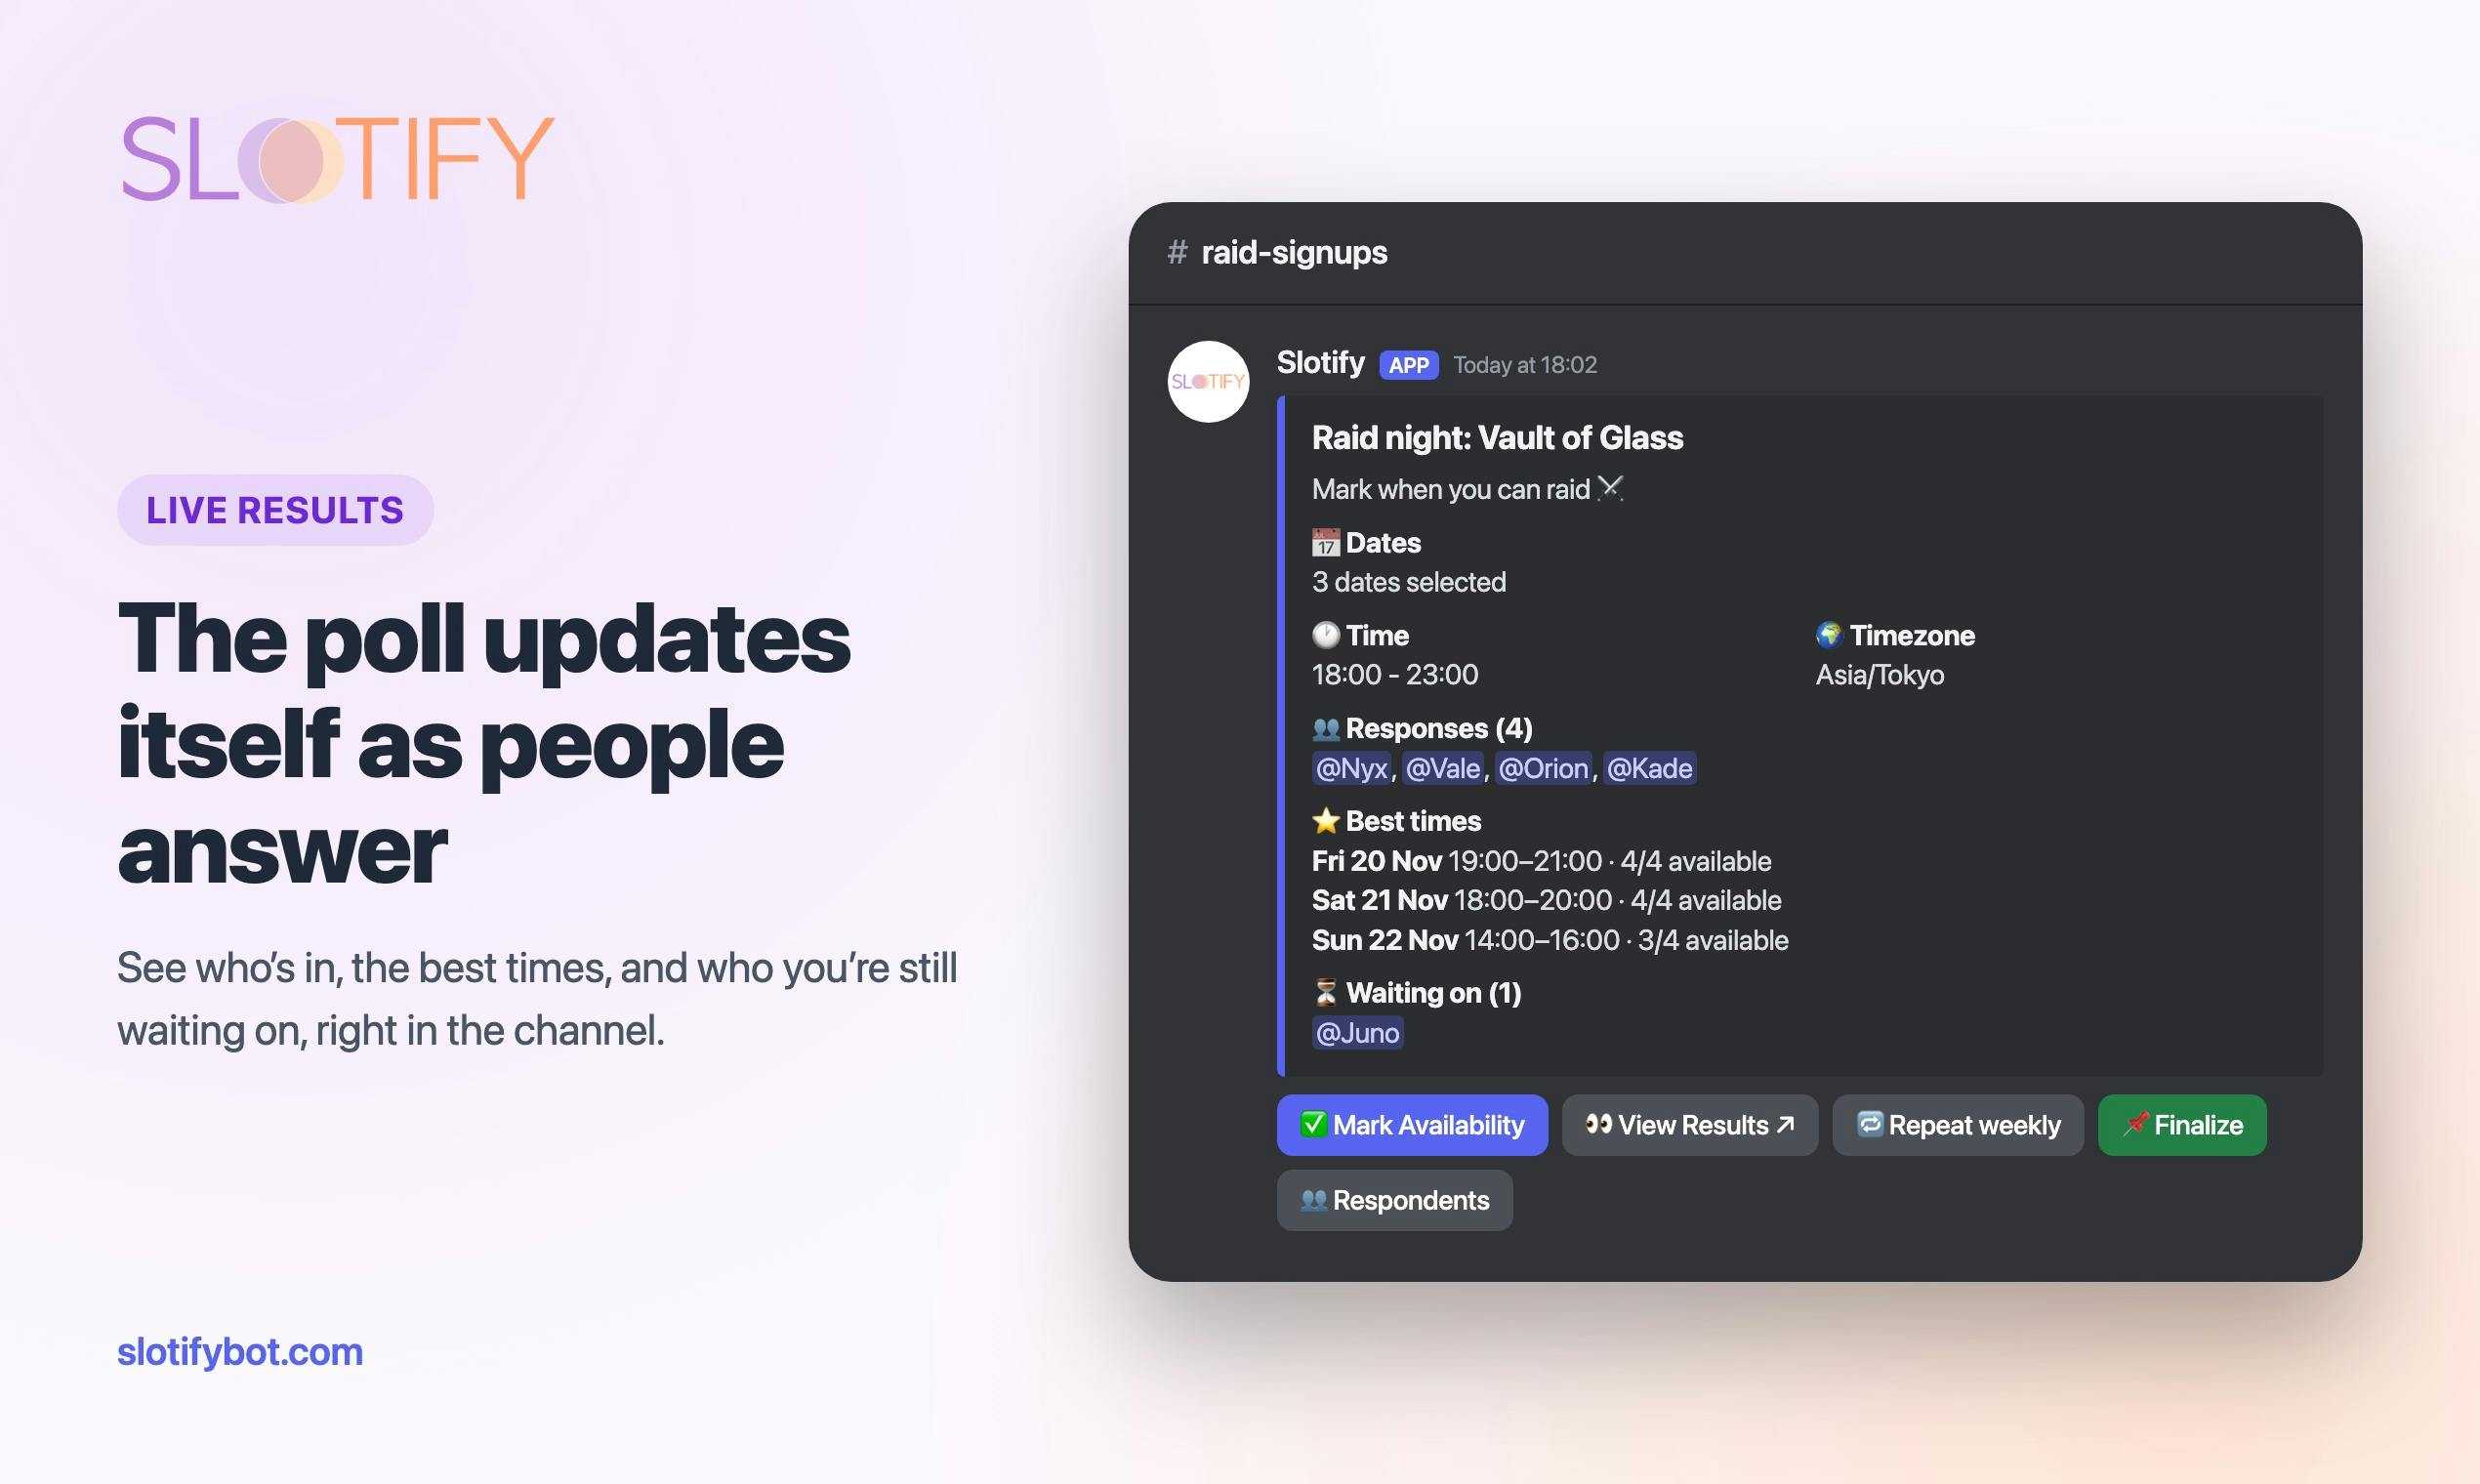 SLOTIFY
LIVE RESULTS
The poll updates
itself as people
answer
See who’s in, the best times, and who you’re still
waiting on, right in the channel.
slotifybot.com
# raid-signups
SLOTIFY
Slotify APP Today at 18:02
Raid night: Vault of Glass
Mark when you can raid ⚔️
📅 Dates
3 dates selected
🕐 Time
18:00 - 23:00
🌍 Timezone
Asia/Tokyo
👥 Responses (4)
@Nyx, @Vale, @Orion, @Kade
⭐ Best times
Fri 20 Nov 19:00–21:00 · 4/4 available
Sat 21 Nov 18:00–20:00 · 4/4 available
Sun 22 Nov 14:00–16:00 · 3/4 available
⏳ Waiting on (1)
@Juno
✅ Mark Availability
👀 View Results ↗
🔁 Repeat weekly
📌 Finalize
👥 Respondents